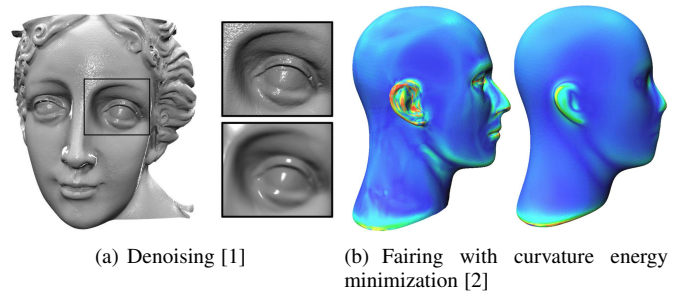 (a) Denoising [1]
(b) Fairing with curvature energy
minimization [2]